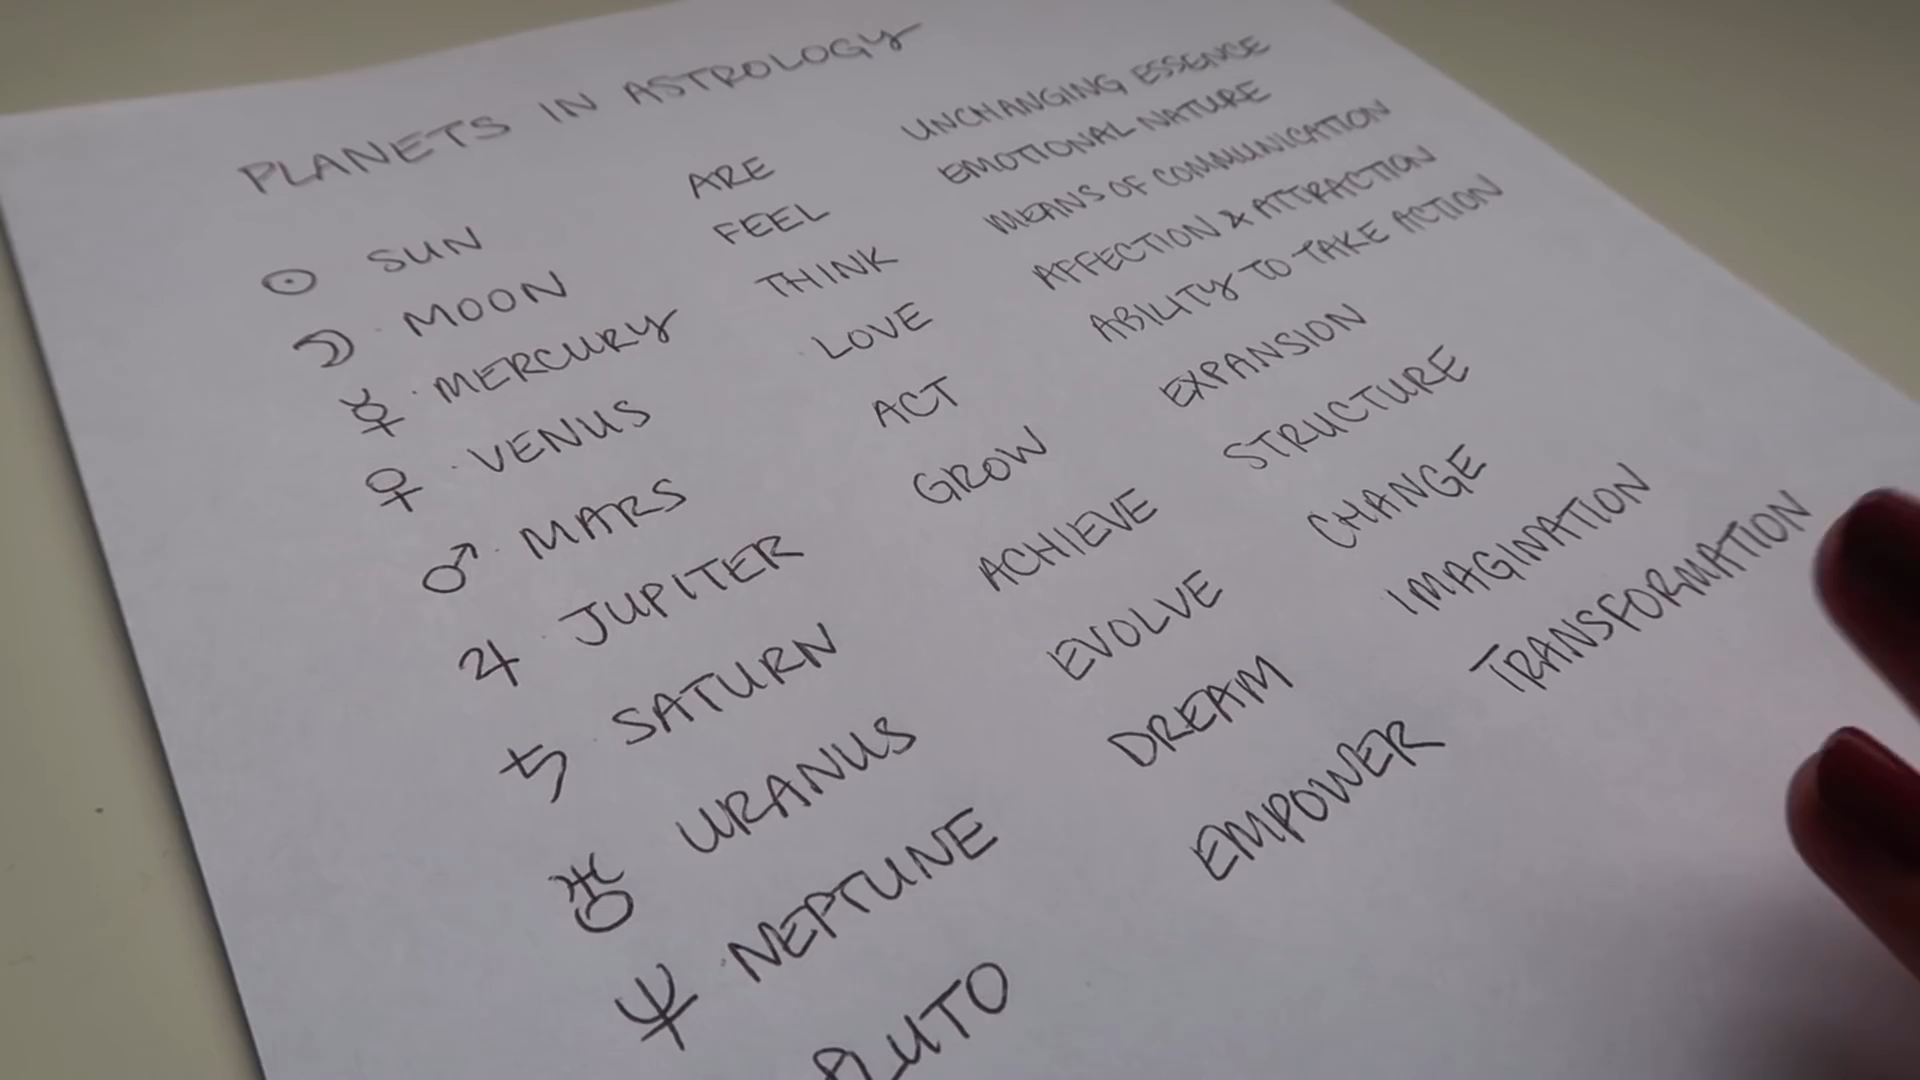 PLANETS IN ASTROLOGY
☉ SUN ARE UNCHANGING ESSENCE
☽ MOON FEEL EMOTIONAL NATURE
☿ MERCURY THINK MEANS OF COMMUNICATION
♀ VENUS LOVE AFFECTION & ATTRACTION
♂ MARS ACT ABILITY TO TAKE ACTION
♃ JUPITER GROW EXPANSION
♄ SATURN ACHIEVE STRUCTURE
♅ URANUS EVOLVE CHANGE
♆ NEPTUNE DREAM IMAGINATION
PLUTO EMPOWER TRANSFORMATION